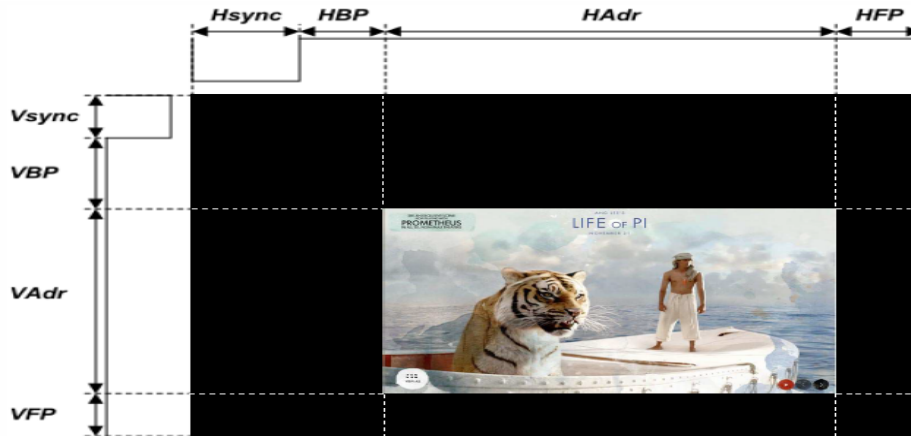 Hsync HBP HAdr HFP
Vsync
VBP
VAdr
VFP
PROMETHEUS
LIFE OF PI